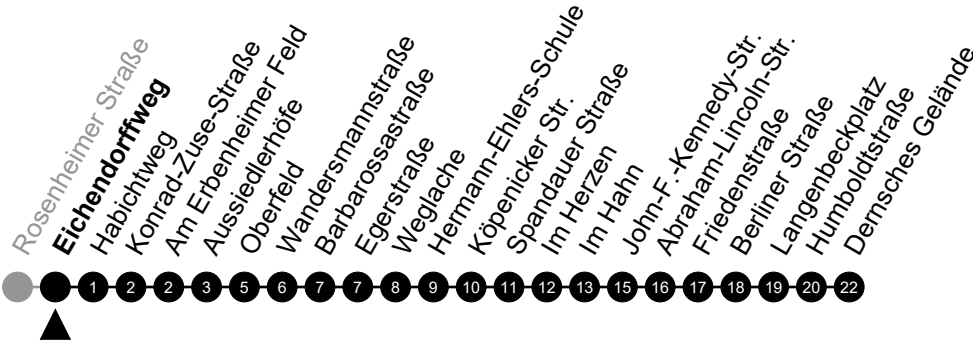 Rosenheimer Straße
Eichendorffweg
Habichtweg
Konrad-Zuse-Straße
Am Erbenheimer Feld
Aussiedlerhöfe
Oberfeld
Wandersmannstraße
Barbarossastraße
Egerstraße
Weglache
Hermann-Ehlers-Schule
Köpenicker Str.
Spandauer Straße
Im Herzen
Im Hahn
John-F.-Kennedy-Str.
Abraham-Lincoln-Str.
Friedenstraße
Berliner Straße
Langenbeckplatz
Humboldtstraße
Dernsches Gelände
1 2 2 3 5 6 7 7 8 9 10 11 12 13 15 16 17 18 19 20 22